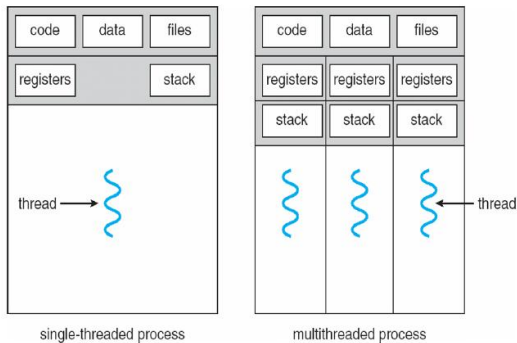 code data files
registers stack
thread
single-threaded process
code data files
registers registers registers
stack stack stack
thread
multithreaded process